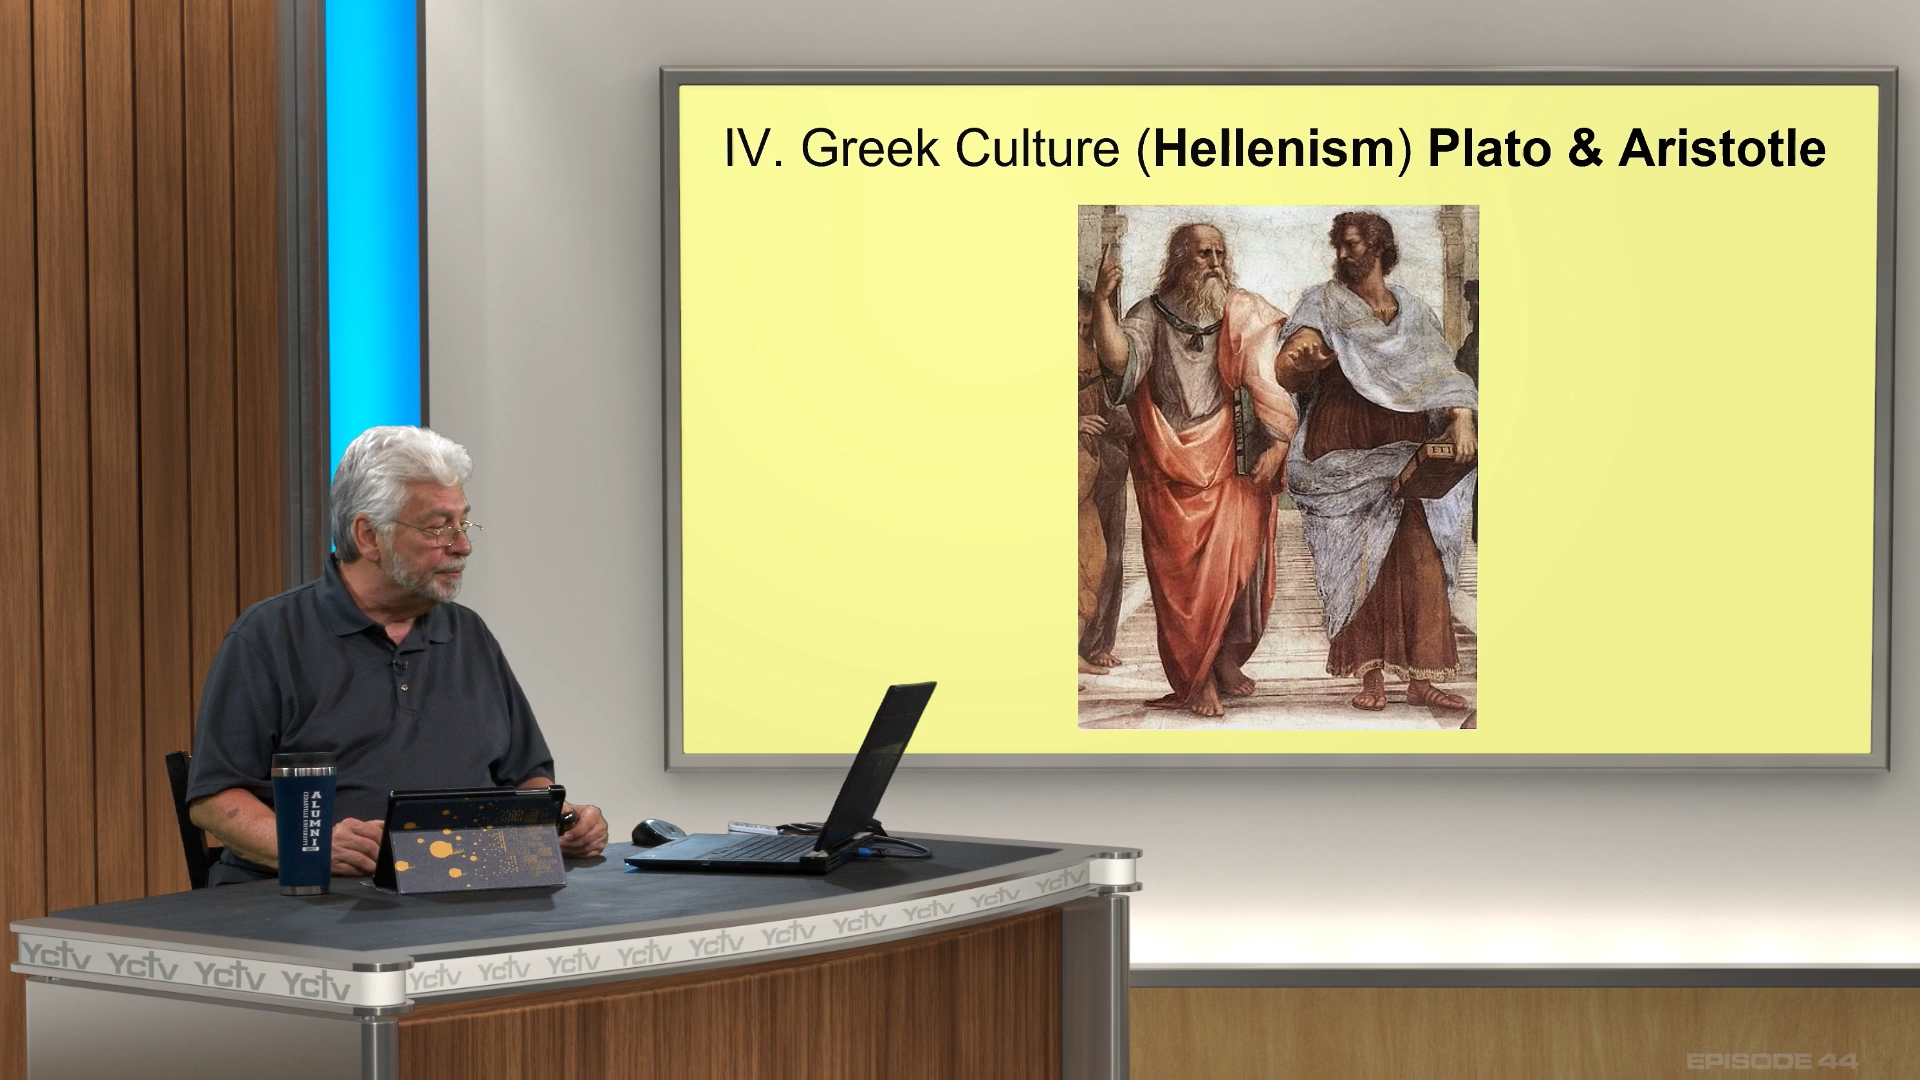 IV. Greek Culture (Hellenism) Plato & Aristotle
ALUMNI
Yctv Yctv Yctv Yctv Yctv Yctv Yctv Yctv Yctv Yctv Yctv Yctv Yctv Yctv
EPISODE 44